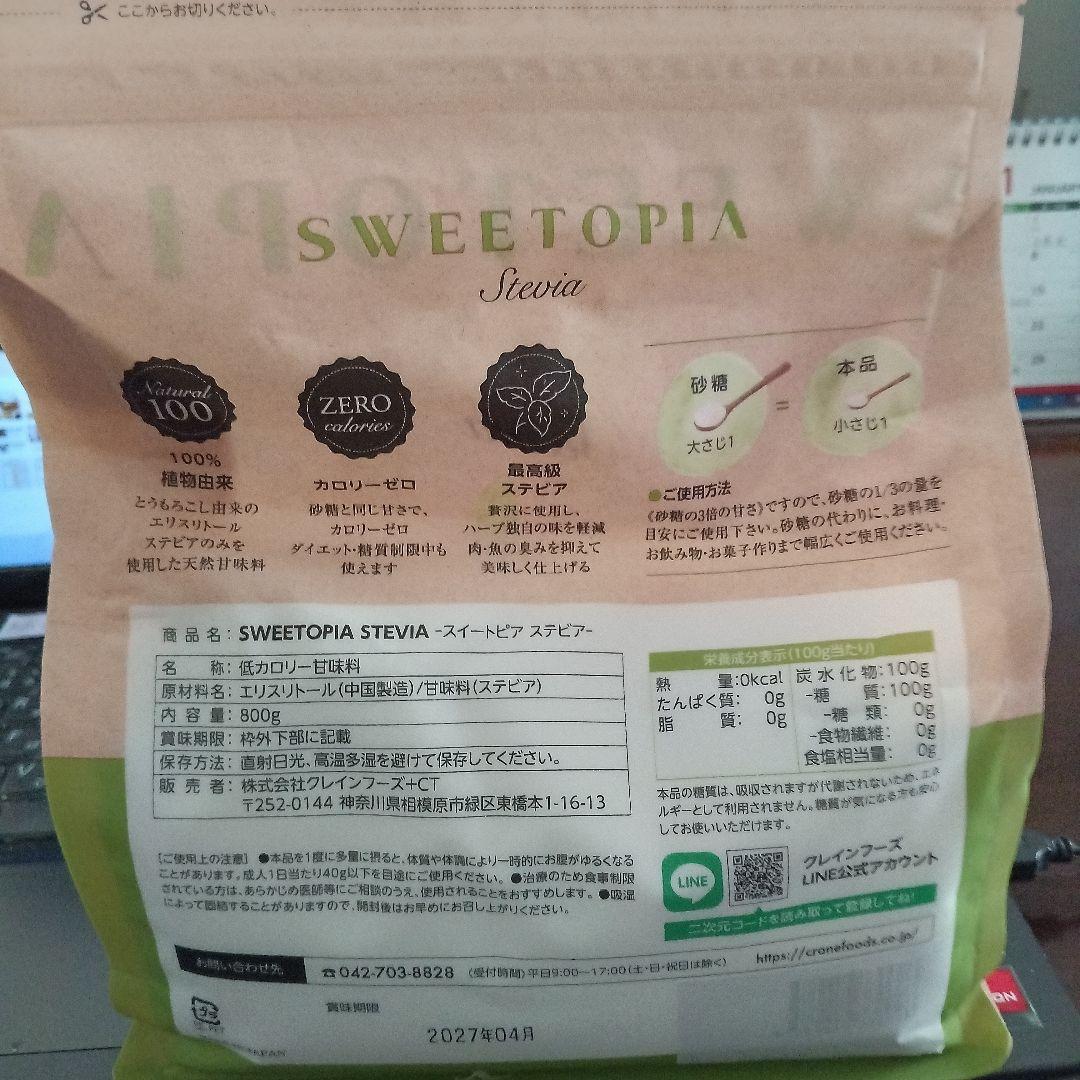 ここからお切りください。
SWEETOPIA
Stevia
Natural
100
100%
植物由来
とうもろこし由来の
エリスリトール
ステビアのみを
使用した天然甘味料
ZERO
calories
カロリーゼロ
砂糖と同じ甘さで、
カロリーゼロ
ダイエット・糖質制限中も
使えます
最高級
ステビア
贅沢に使用し、
ハーブ独自の味を軽減
肉・魚の臭みを抑えて
美味しく仕上げる
砂糖
大さじ1
=
本品
小さじ1
●ご使用方法
《砂糖の3倍の甘さ》ですので、砂糖の1/3の量を
目安にご使用下さい。砂糖の代わりに、お料理・
お飲み物・お菓子作りまで幅広くご使用ください。
商品名：SWEETOPIA STEVIA -スイートピア ステビア-
名称：低カロリー甘味料
原材料名：エリスリトール(中国製造)/甘味料(ステビア)
内容量：800g
賞味期限：枠外下部に記載
保存方法：直射日光、高温多湿を避けて保存してください。
販売者：株式会社クレインフーズ+CT
〒252-0144 神奈川県相模原市緑区東橋本1-16-13
栄養成分表示(100g当たり)
熱量：0kcal
たんぱく質：0g
脂質：0g
炭水化物：100g
-糖質：100g
-糖類：0g
-食物繊維：0g
食塩相当量：0g
本品の糖質は、吸収されますが代謝されないため、エネ
ルギーとして利用されません。糖質が気になる方も安心
してお使いいただけます。
[ご使用上の注意] ●本品を1度に多量に摂ると、体質や体調により一時的にお腹がゆるくなる
ことがあります。成人1日当たり40g以下を目途にご使用ください。●治療のため食事制限
されている方は、あらかじめ医師等にご相談のうえ、使用されることをおすすめします。●吸湿
によって固結することがありますので、開封後はお早めにお召し上がりください。
LINE
クレインフーズ
LINE公式アカウント
二次元コードを読み取って登録してね!
お問い合わせ先
☎042-703-8828 (受付時間)平日9:00〜17:00(土・日・祝日は除く)
https://cranefoods.co.jp/
プラ
賞味期限
2027年04月
JAPAN
1
JANUARY